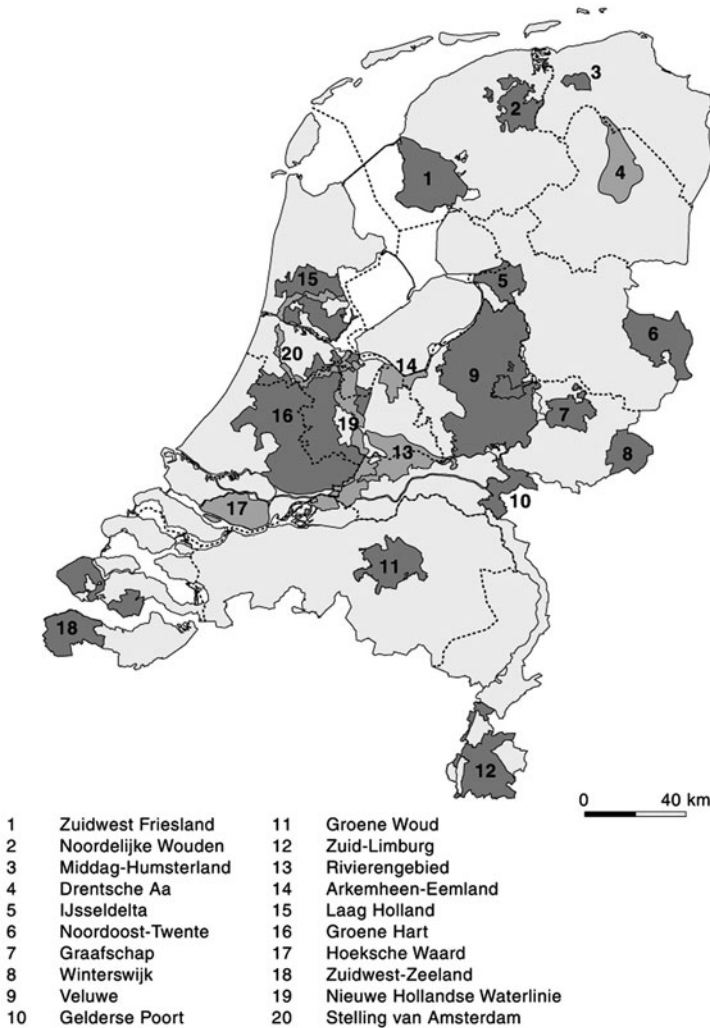 3
2
4
1
15
5
6
20
14
9
16
7
19
13
8
17
10
11
18
12
0 40 km
1 Zuidwest Friesland
2 Noordelijke Wouden
3 Middag-Humsterland
4 Drentsche Aa
5 IJsseldelta
6 Noordoost-Twente
7 Graafschap
8 Winterswijk
9 Veluwe
10 Gelderse Poort
11 Groene Woud
12 Zuid-Limburg
13 Rivierengebied
14 Arkemheen-Eemland
15 Laag Holland
16 Groene Hart
17 Hoeksche Waard
18 Zuidwest-Zeeland
19 Nieuwe Hollandse Waterlinie
20 Stelling van Amsterdam